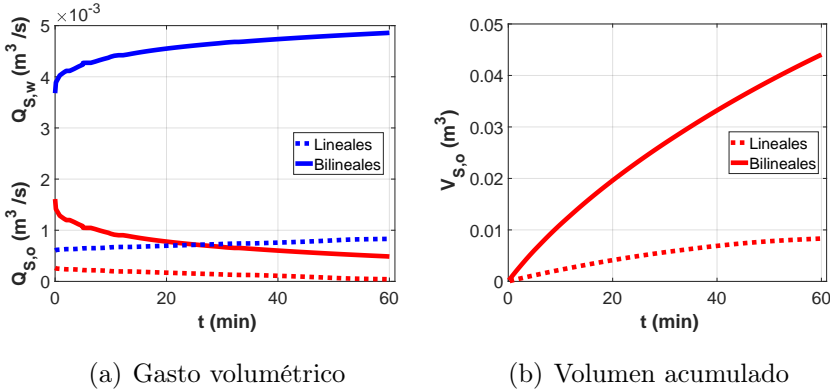 ×10⁻³
Q_S,w (m³/s)
Q_S,o (m³/s)
5
4
3
2
1
0
Lineales
Bilineales
0 20 40 60
t (min)
(a) Gasto volumétrico
V_S,o (m³)
0.05
0.04
0.03
0.02
0.01
0
Lineales
Bilineales
0 20 40 60
t (min)
(b) Volumen acumulado